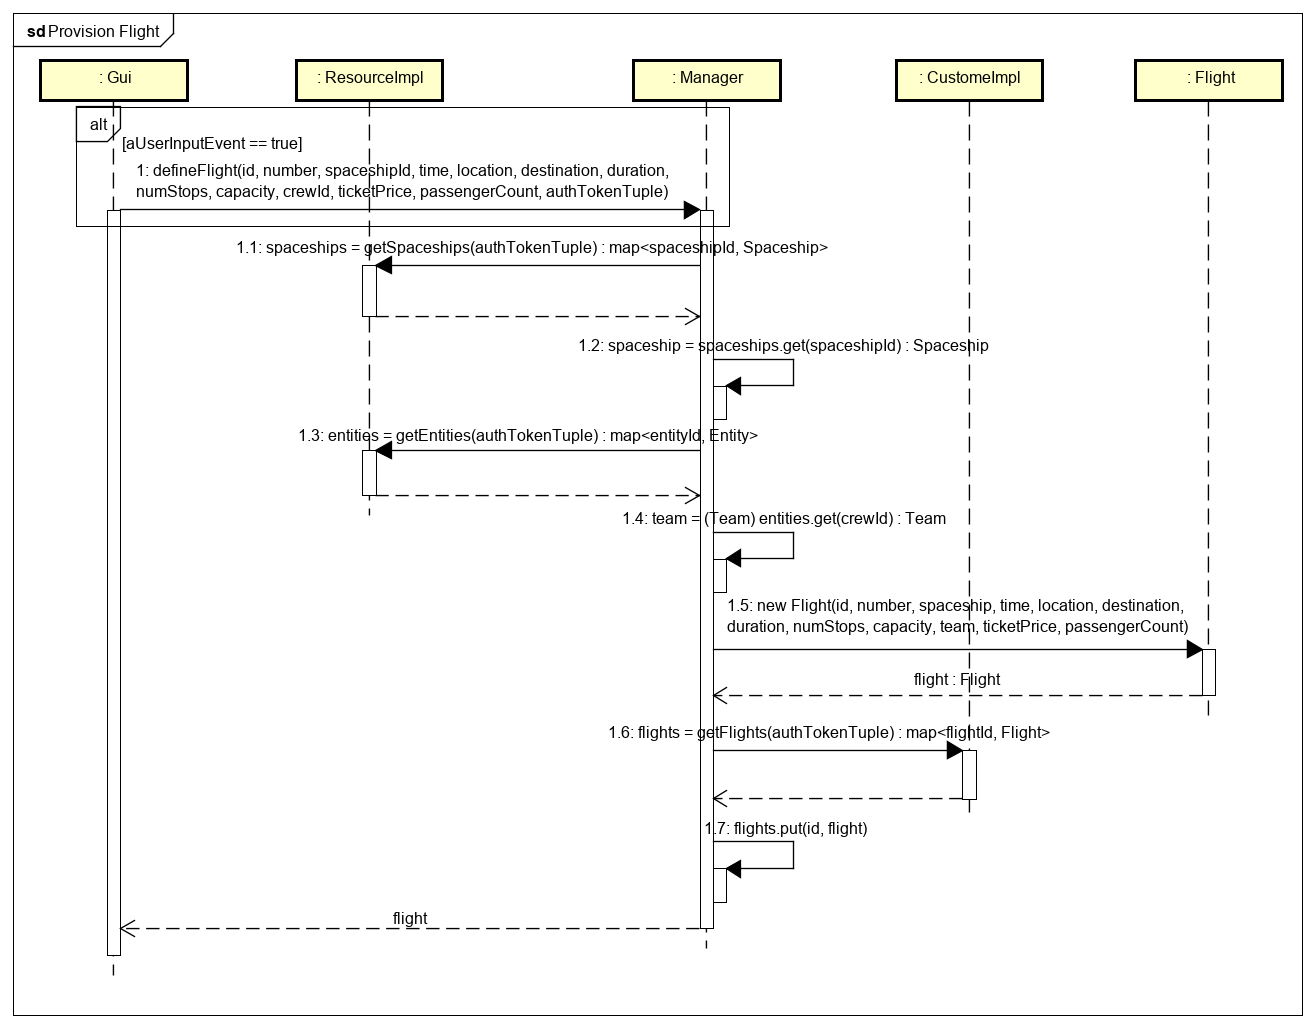 sd Provision Flight
: Gui
: ResourceImpl
: Manager
: CustomeImpl
: Flight
alt
[aUserInputEvent == true]
1: defineFlight(id, number, spaceshipId, time, location, destination, duration,
numStops, capacity, crewId, ticketPrice, passengerCount, authTokenTuple)
1.1: spaceships = getSpaceships(authTokenTuple) : map<spaceshipId, Spaceship>
1.2: spaceship = spaceships.get(spaceshipId) : Spaceship
1.3: entities = getEntities(authTokenTuple) : map<entityId, Entity>
1.4: team = (Team) entities.get(crewId) : Team
1.5: new Flight(id, number, spaceship, time, location, destination,
duration, numStops, capacity, team, ticketPrice, passengerCount)
flight : Flight
1.6: flights = getFlights(authTokenTuple) : map<flightId, Flight>
1.7: flights.put(id, flight)
flight